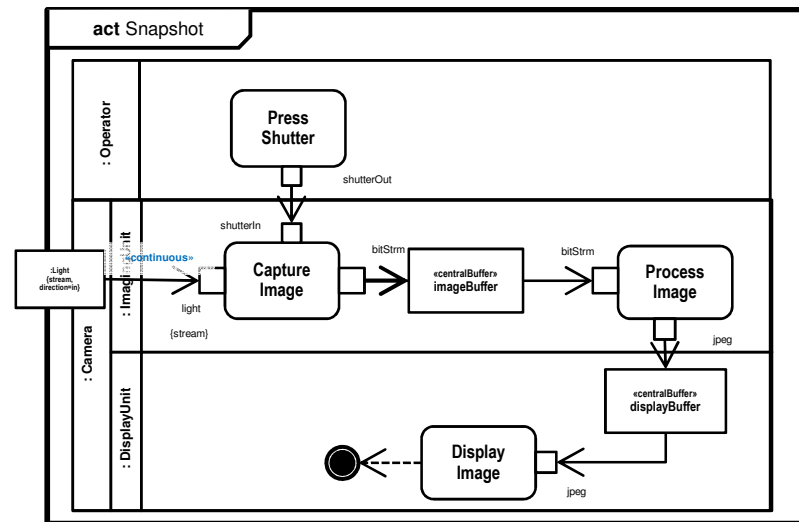 act Snapshot
: Operator
Press
Shutter
shutterOut
: Camera
shutterIn
«continuous»
:Light
{stream,
direction=in}
light
{stream}
Capture
Image
bitStrm
«centralBuffer»
imageBuffer
bitStrm
Process
Image
jpeg
: DisplayUnit
«centralBuffer»
displayBuffer
Display
Image
jpeg